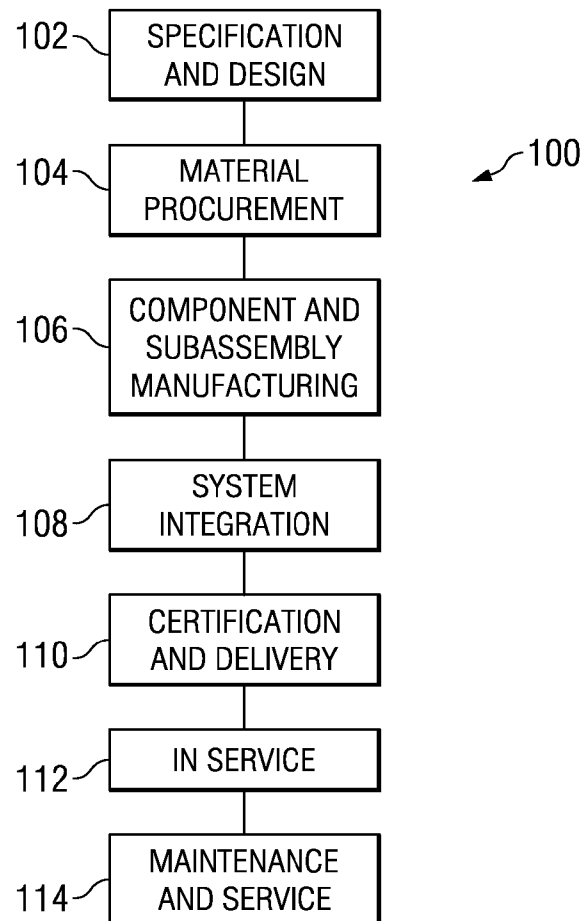 102
SPECIFICATION
AND DESIGN
100
104
MATERIAL
PROCUREMENT
106
COMPONENT AND
SUBASSEMBLY
MANUFACTURING
108
SYSTEM
INTEGRATION
110
CERTIFICATION
AND DELIVERY
112
IN SERVICE
114
MAINTENANCE
AND SERVICE